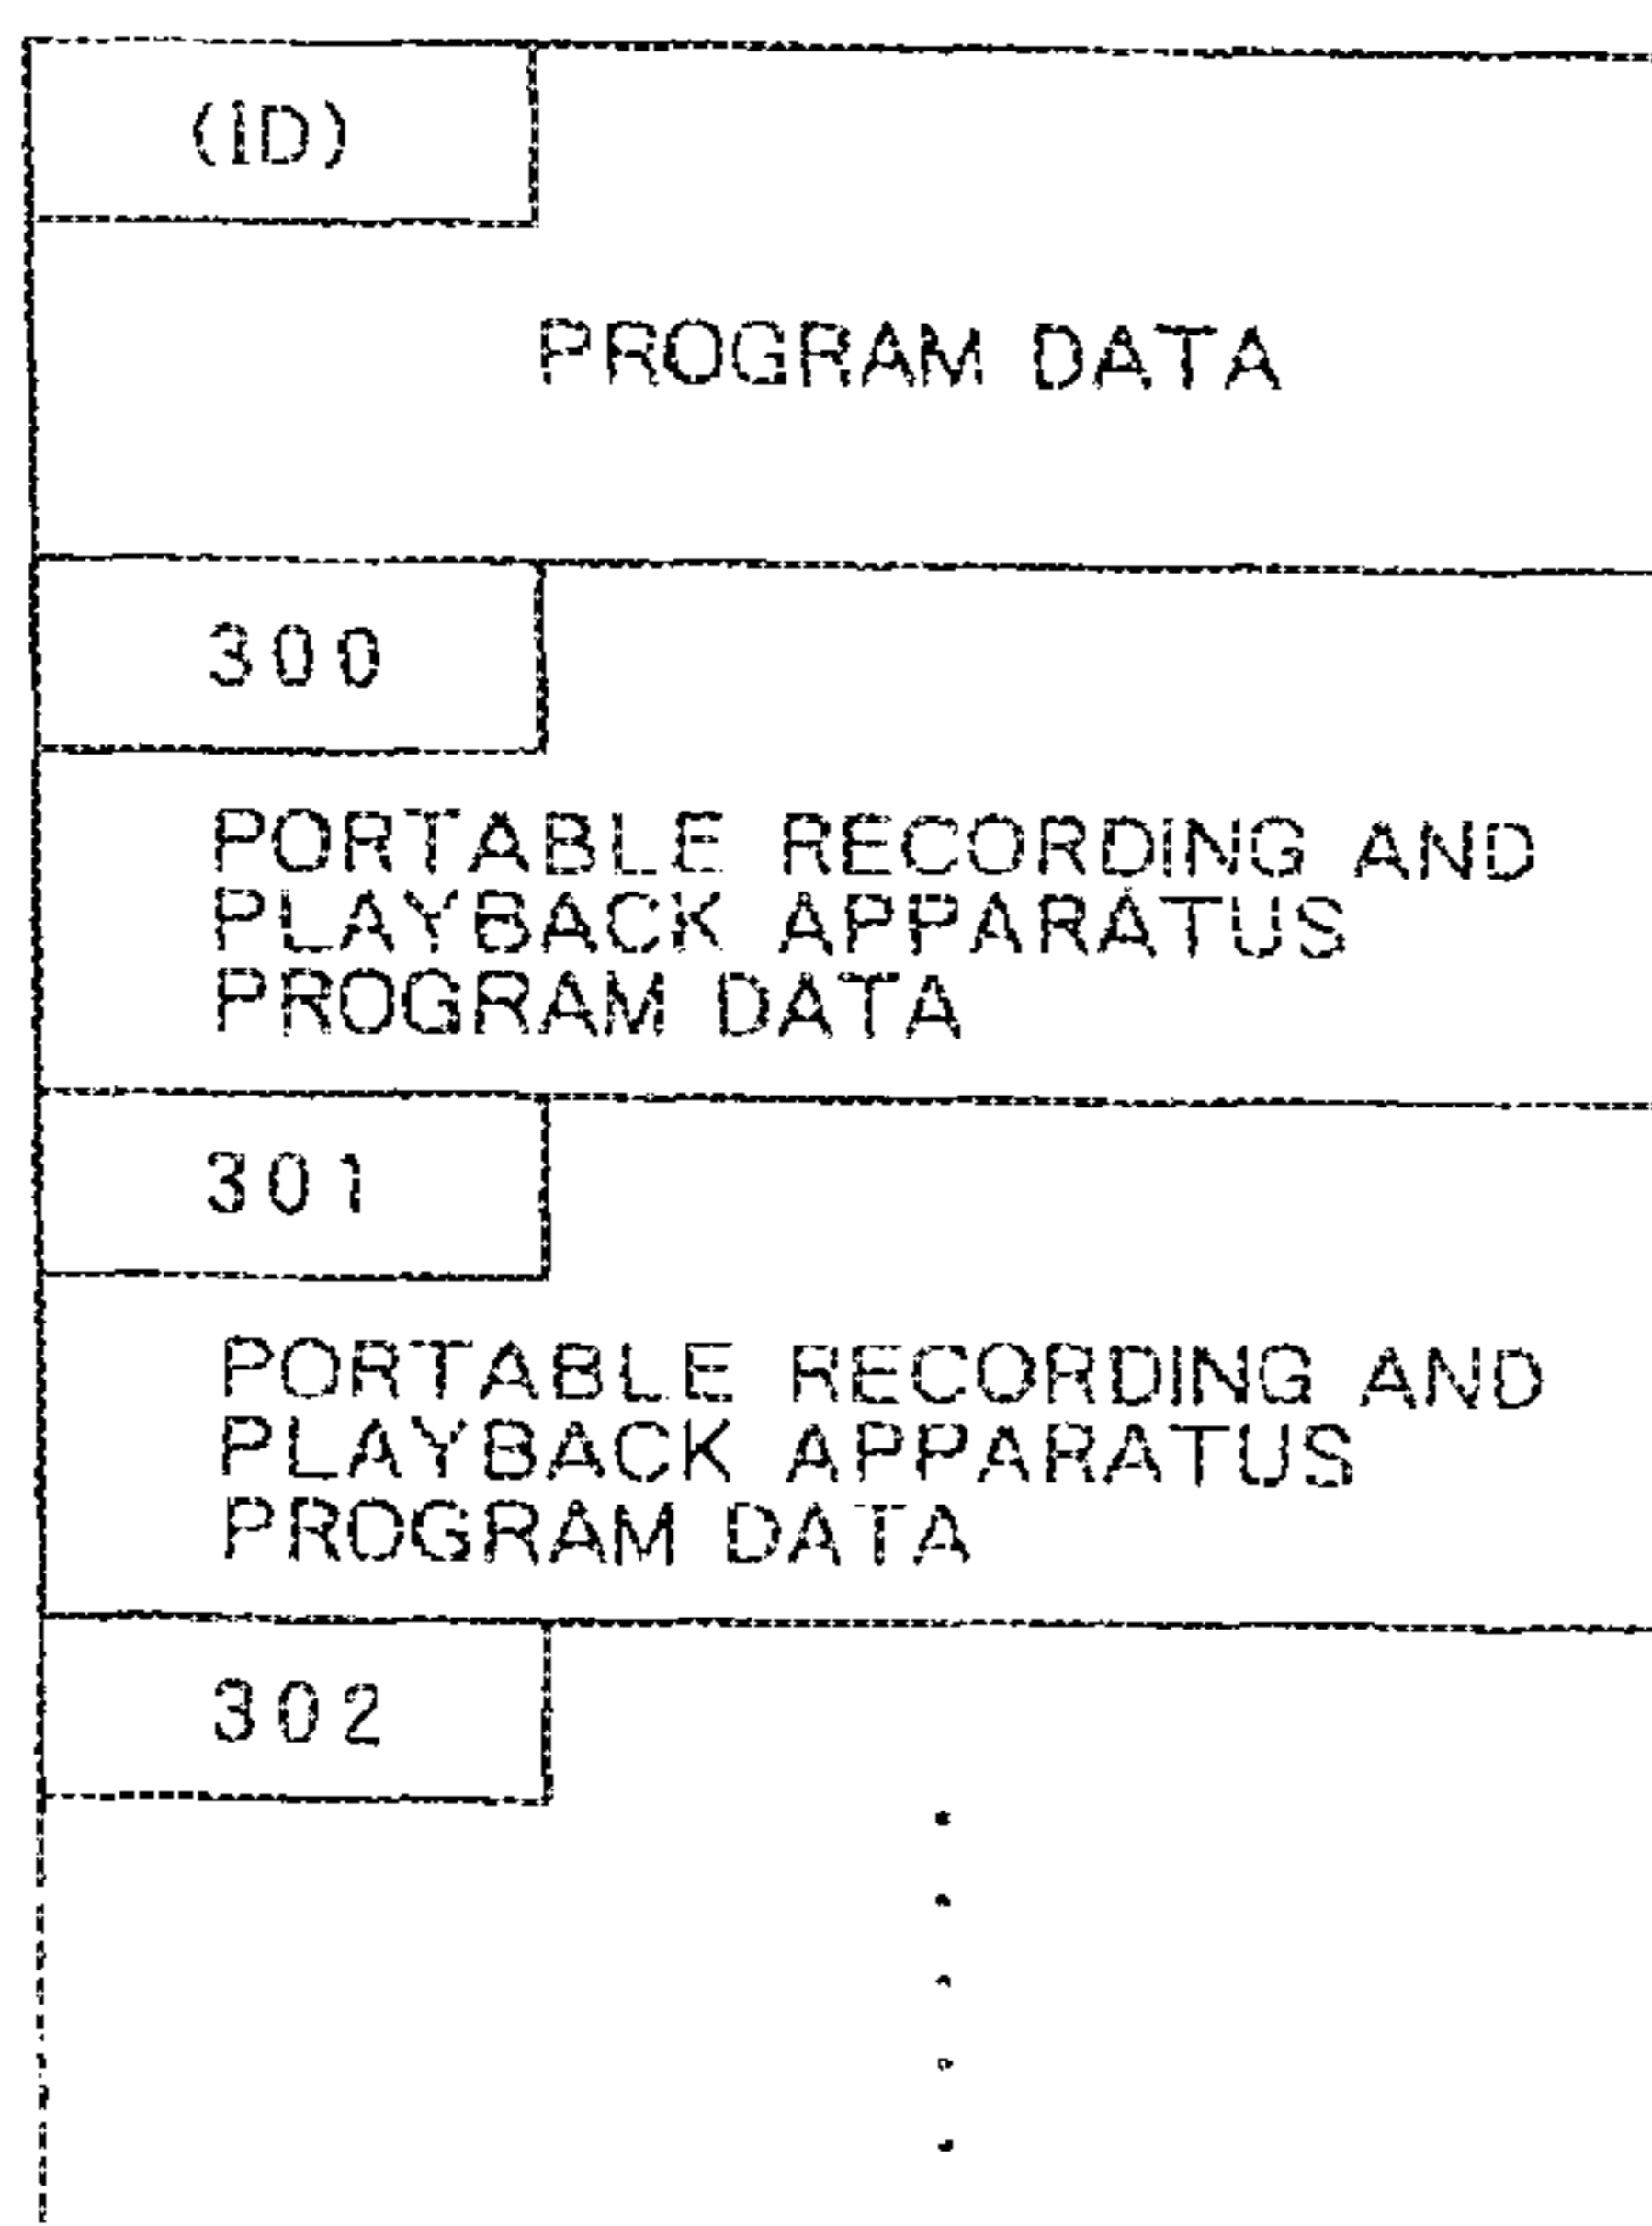 (iD)
PROGRAM DATA
300
PORTABLE RECORDING AND
PLAYBACK APPARATUS
PROGRAM DATA
301
PORTABLE RECORDING AND
PLAYBACK APPARATUS
PROGRAM DATA
302